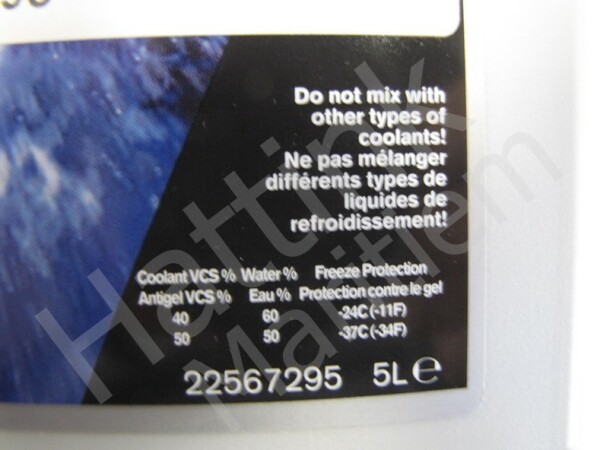 Do not mix with
other types of
coolants!
Ne pas mélanger
différents types de
liquides de
refroidissement!
Coolant VCS % Water % Freeze Protection
Antigel VCS % Eau % Protection contre le gel
40 60 -24C (-11F)
50 50 -37C (-34F)
22567295 5L e
Hattink
Maritiem